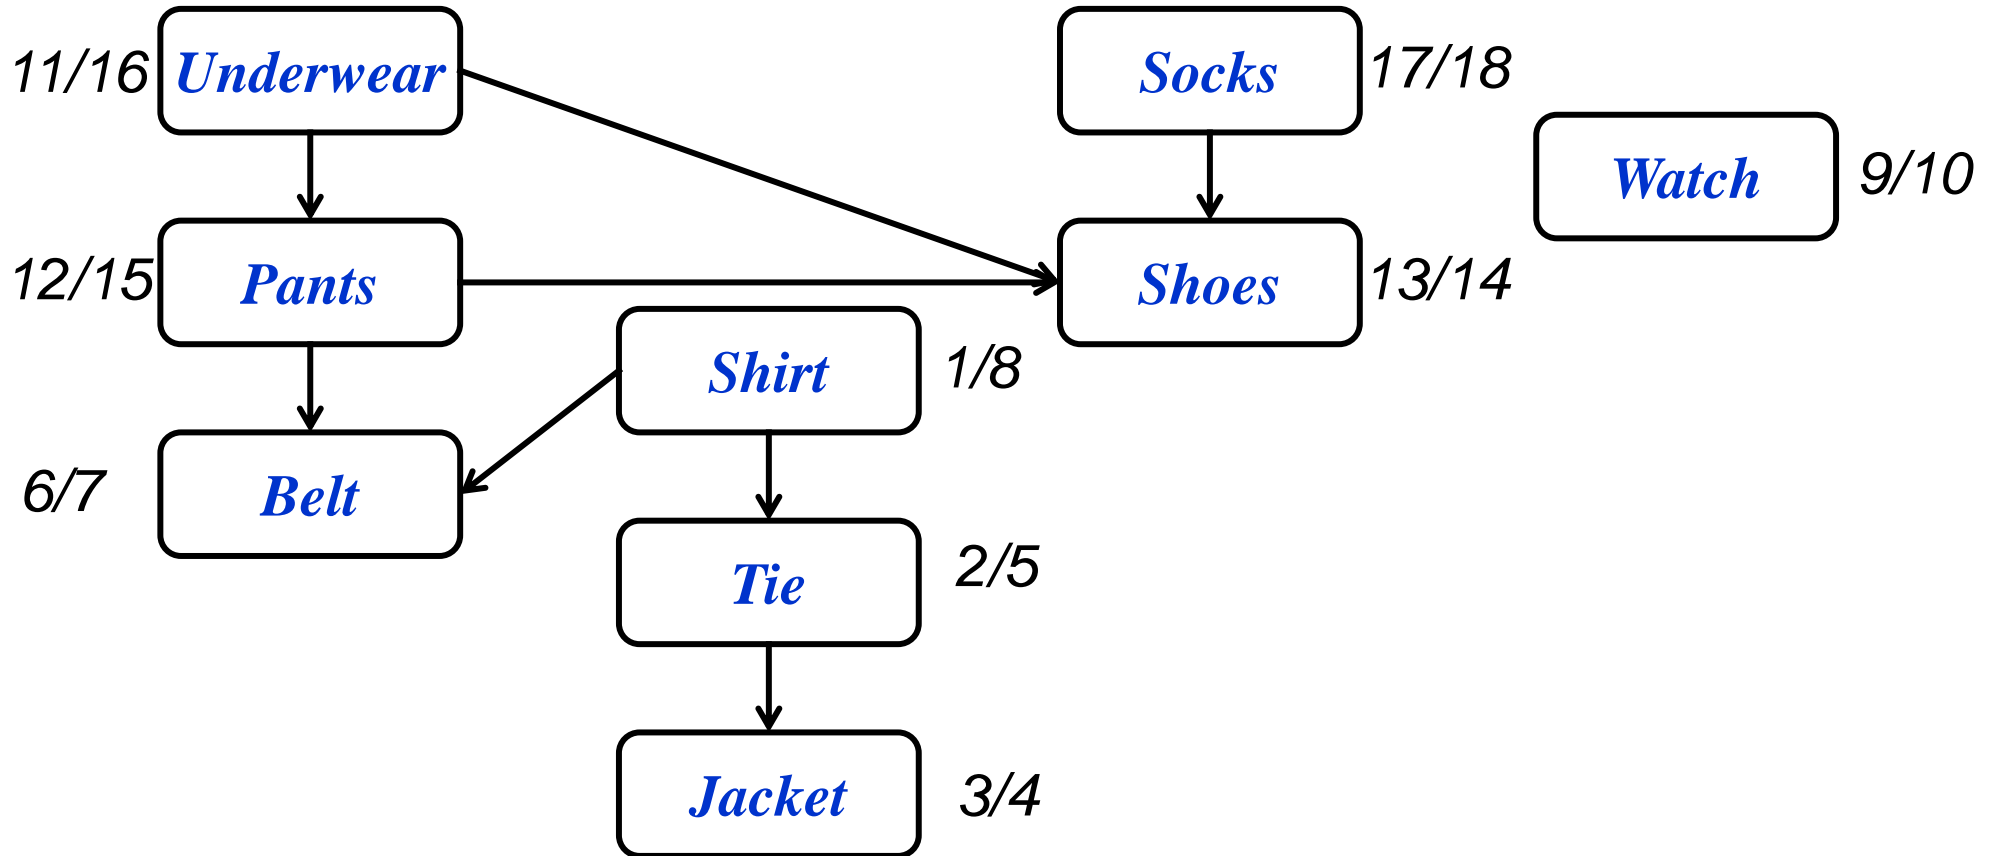 11/16 Underwear
Socks 17/18
Watch 9/10
12/15 Pants
Shoes 13/14
Shirt 1/8
6/7 Belt
Tie 2/5
Jacket 3/4